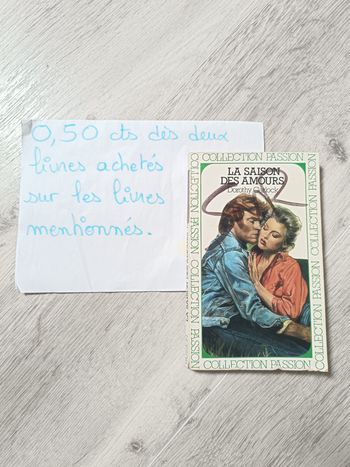 0,50 cts dès deux
livres achetés
sur les livres
mentionnés.
COLLECTION PASSION
LA SAISON
DES AMOURS
Dorothy
COLLECTION PASSION
COLLECTION PASSION
COLLECTION PASSION